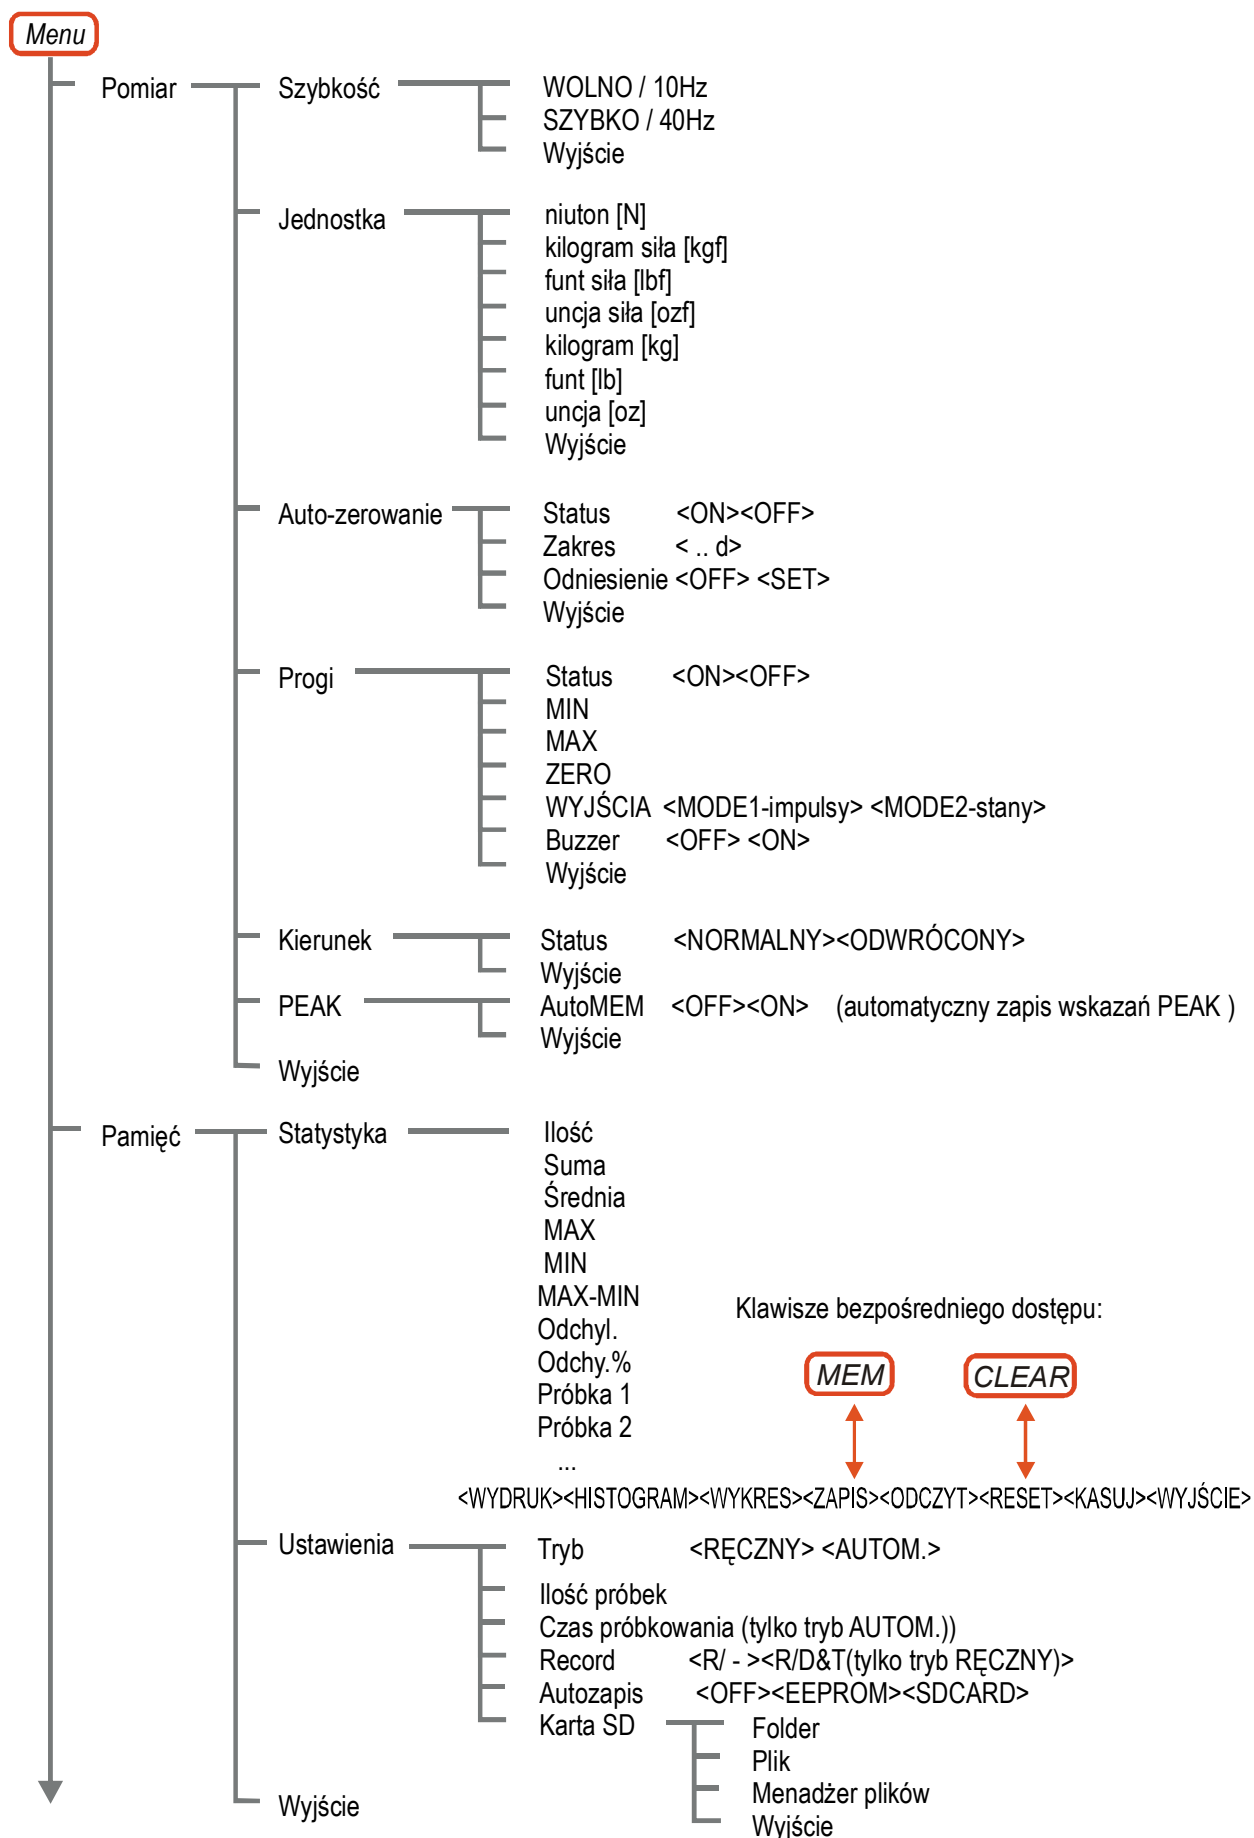 Menu
Pomiar
Szybkość
WOLNO / 10Hz
SZYBKO / 40Hz
Wyjście
Jednostka
niuton [N]
kilogram siła [kgf]
funt siła [lbf]
uncja siła [ozf]
kilogram [kg]
funt [lb]
uncja [oz]
Wyjście
Auto-zerowanie
Status <ON><OFF>
Zakres < .. d>
Odniesienie <OFF> <SET>
Wyjście
Progi
Status <ON><OFF>
MIN
MAX
ZERO
WYJŚCIA <MODE1-impulsy> <MODE2-stany>
Buzzer <OFF> <ON>
Wyjście
Kierunek
Status <NORMALNY><ODWRÓCONY>
Wyjście
PEAK
AutoMEM <OFF><ON> (automatyczny zapis wskazań PEAK )
Wyjście
Wyjście
Pamięć
Statystyka
Ilość
Suma
Średnia
MAX
MIN
MAX-MIN
Odchyl.
Odchy.%
Próbka 1
Próbka 2
...
Klawisze bezpośredniego dostępu:
MEM
CLEAR
<WYDRUK><HISTOGRAM><WYKRES><ZAPIS><ODCZYT><RESET><KASUJ><WYJŚCIE>
Ustawienia
Tryb <RĘCZNY> <AUTOM.>
Ilość próbek
Czas próbkowania (tylko tryb AUTOM.))
Record <R/ - ><R/D&T(tylko tryb RĘCZNY)>
Autozapis <OFF><EEPROM><SDCARD>
Karta SD
Folder
Plik
Menadżer plików
Wyjście
Wyjście